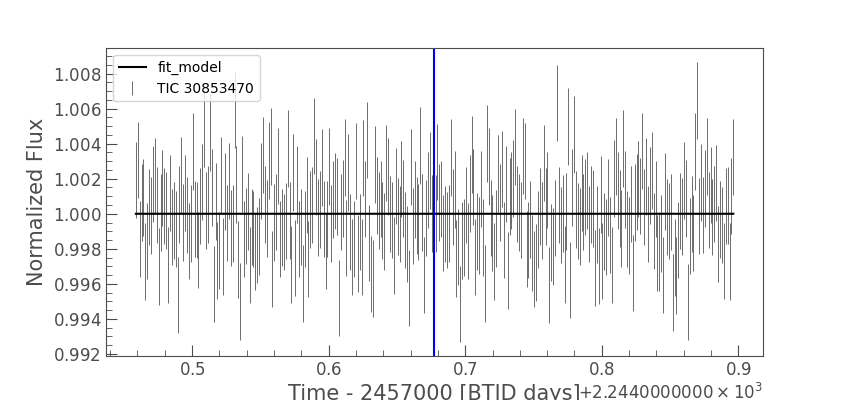 fit_model
TIC 30853470
1.008
1.006
1.004
1.002
1.000
0.998
0.996
0.994
0.992
Normalized Flux
0.5 0.6 0.7 0.8 0.9
Time - 2457000 [BTJD days]
+2.2440000000 × 10³